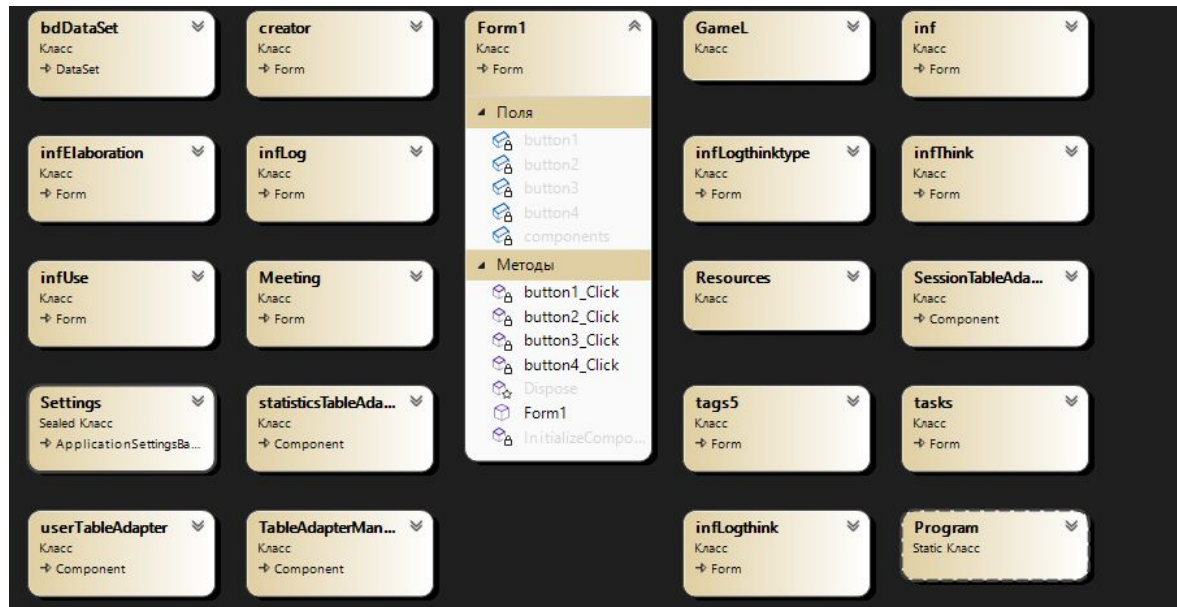 bdDataSet
Класс
DataSet
creator
Класс
Form
Form1
Класс
Form
Поля
button1
button2
button3
button4
components
Методы
button1_Click
button2_Click
button3_Click
button4_Click
Dispose
Form1
InitializeCompo...
GameL
Класс
inf
Класс
Form
infElaboration
Класс
Form
infLog
Класс
Form
infLogthinktype
Класс
Form
infThink
Класс
Form
infUse
Класс
Form
Meeting
Класс
Form
Resources
Класс
SessionTableAda...
Класс
Component
Settings
Sealed Класс
ApplicationSettingsBa...
statisticsTableAda...
Класс
Component
tags5
Класс
Form
tasks
Класс
Form
userTableAdapter
Класс
Component
TableAdapterMan...
Класс
Component
infLogthink
Класс
Form
Program
Static Класс